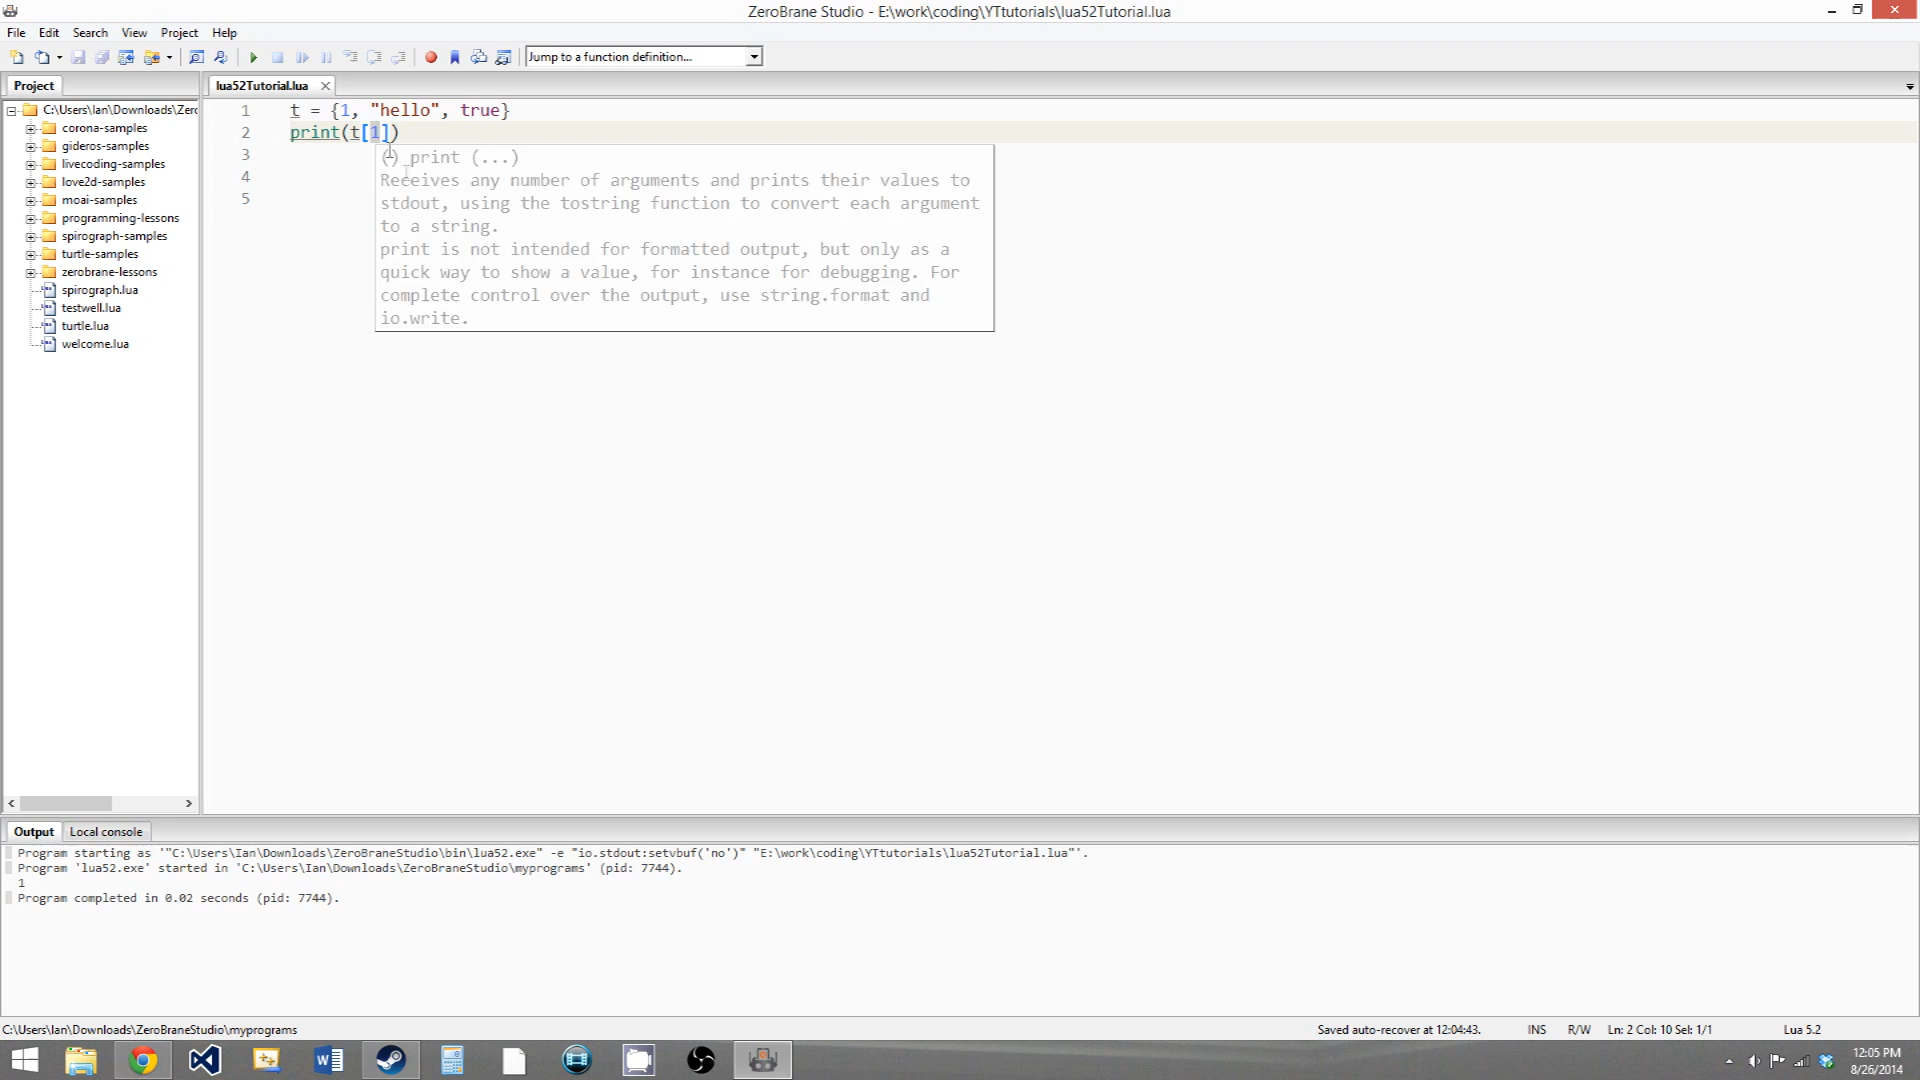 ZeroBrane Studio - E:\work\coding\YTtutorials\lua52Tutorial.lua
File Edit Search View Project Help
Jump to a function definition...
Project
lua52Tutorial.lua
C:\Users\Ian\Downloads\Zerc
corona-samples
gideros-samples
livecoding-samples
love2d-samples
moai-samples
programming-lessons
spirograph-samples
turtle-samples
zerobrane-lessons
spirograph.lua
testwell.lua
turtle.lua
welcome.lua
1 t = {1, "hello", true}
2 print(t[1])
3
4
5
() print (...)
Receives any number of arguments and prints their values to
stdout, using the tostring function to convert each argument
to a string.
print is not intended for formatted output, but only as a
quick way to show a value, for instance for debugging. For
complete control over the output, use string.format and
io.write.
Output Local console
Program starting as '"C:\Users\Ian\Downloads\ZeroBraneStudio\bin\lua52.exe" -e "io.stdout:setvbuf('no')" "E:\work\coding\YTtutorials\lua52Tutorial.lua"'.
Program 'lua52.exe' started in 'C:\Users\Ian\Downloads\ZeroBraneStudio\myprograms' (pid: 7744).
1
Program completed in 0.02 seconds (pid: 7744).
C:\Users\Ian\Downloads\ZeroBraneStudio\myprograms
Saved auto-recover at 12:04:43.
INS R/W Ln: 2 Col: 10 Sel: 1/1 Lua 5.2
12:05 PM
8/26/2014